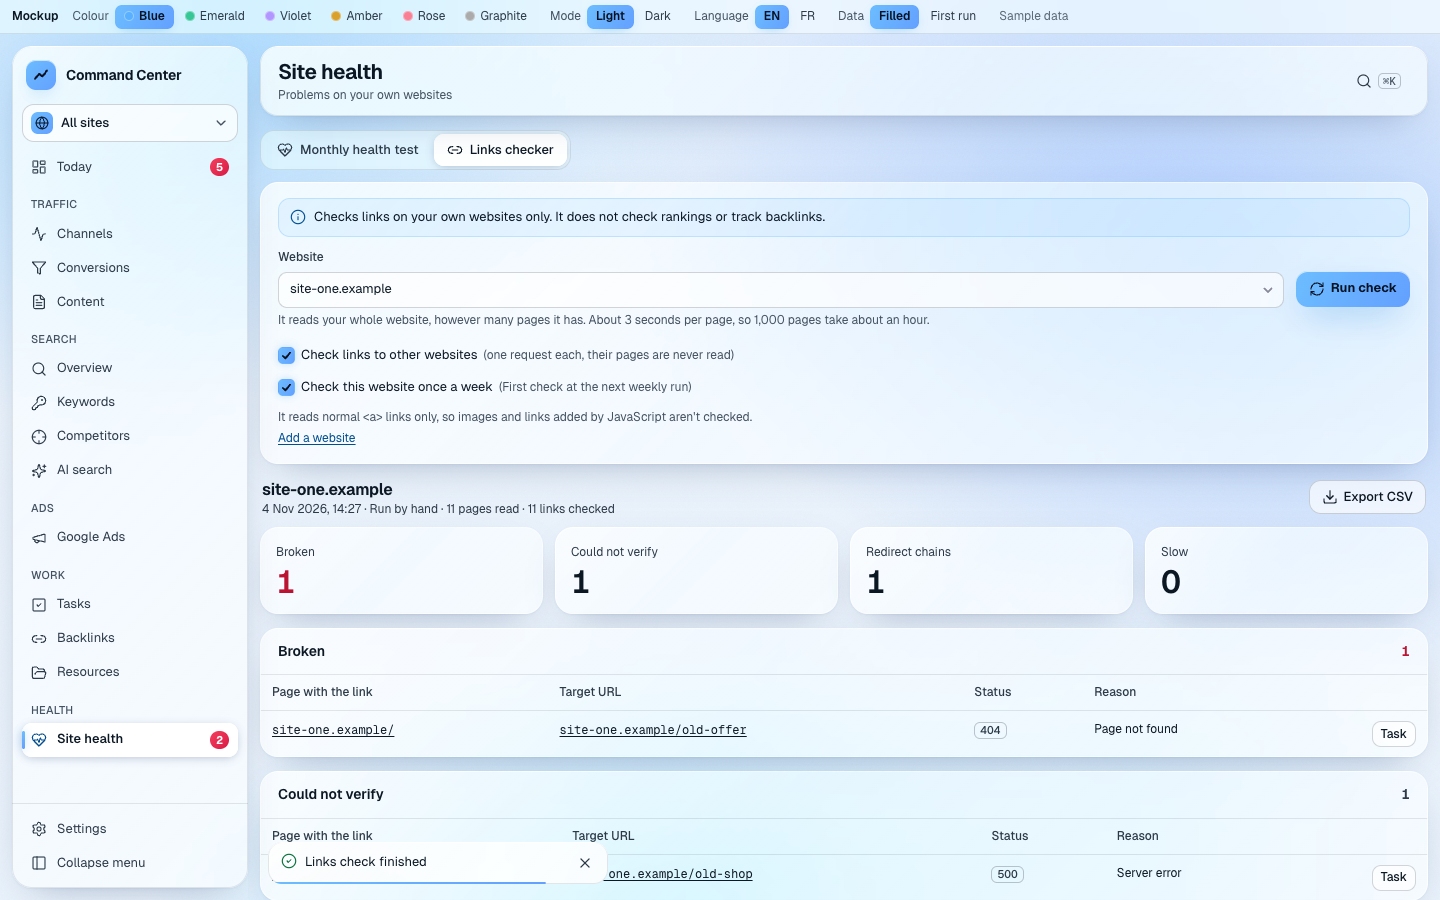 Mockup Colour Blue Emerald Violet Amber Rose Graphite Mode Light Dark Language EN FR Data Filled First run Sample data
Command Center
All sites
Today 5
TRAFFIC
Channels
Conversions
Content
SEARCH
Overview
Keywords
Competitors
AI search
ADS
Google Ads
WORK
Tasks
Backlinks
Resources
HEALTH
Site health 2
Settings
Collapse menu
Site health
Problems on your own websites
⌘K
Monthly health test Links checker
Checks links on your own websites only. It does not check rankings or track backlinks.
Website
site-one.example Run check
It reads your whole website, however many pages it has. About 3 seconds per page, so 1,000 pages take about an hour.
Check links to other websites (one request each, their pages are never read)
Check this website once a week (First check at the next weekly run)
It reads normal <a> links only, so images and links added by JavaScript aren't checked.
Add a website
site-one.example
4 Nov 2026, 14:27 · Run by hand · 11 pages read · 11 links checked
Export CSV
Broken Could not verify Redirect chains Slow
1 1 1 0
Broken 1
Page with the link Target URL Status Reason
site-one.example/ site-one.example/old-offer 404 Page not found Task
Could not verify 1
Page with the link Target URL Status Reason
one.example/old-shop 500 Server error Task
Links check finished